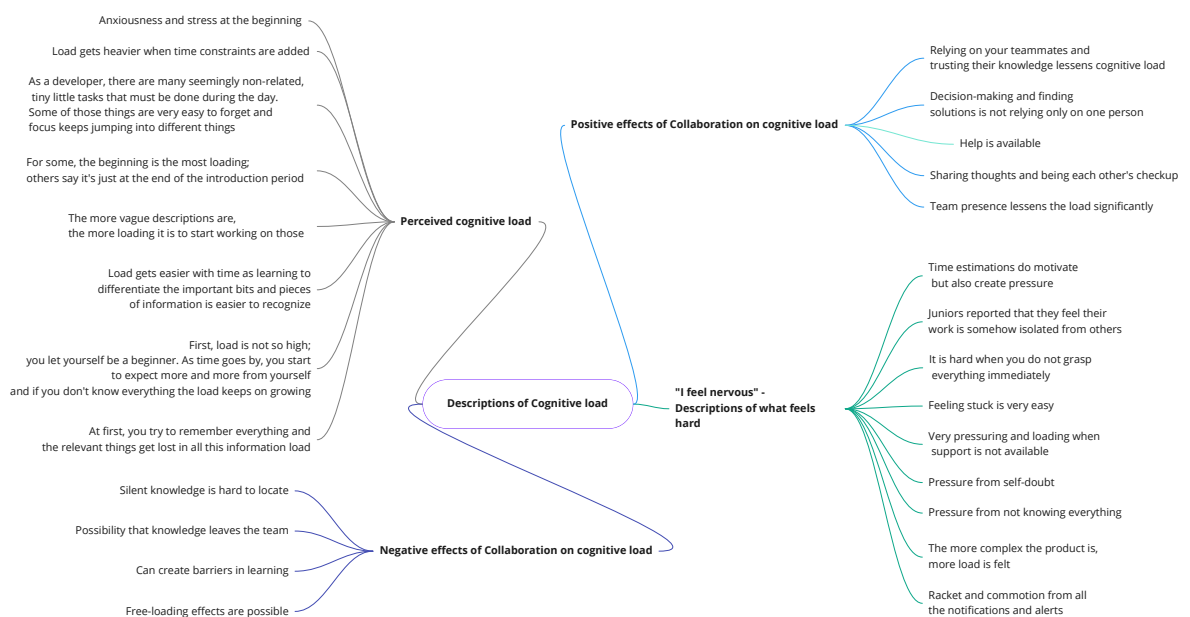 Descriptions of Cognitive load
Perceived cognitive load
Anxiousness and stress at the beginning
Load gets heavier when time constraints are added
As a developer, there are many seemingly non-related,
tiny little tasks that must be done during the day.
Some of those things are very easy to forget and
focus keeps jumping into different things
For some, the beginning is the most loading;
others say it's just at the end of the introduction period
The more vague descriptions are,
the more loading it is to start working on those
Load gets easier with time as learning to
differentiate the important bits and pieces
of information is easier to recognize
First, load is not so high;
you let yourself be a beginner. As time goes by, you start
to expect more and more from yourself
and if you don't know everything the load keeps on growing
At first, you try to remember everything and
the relevant things get lost in all this information load
Negative effects of Collaboration on cognitive load
Silent knowledge is hard to locate
Possibility that knowledge leaves the team
Can create barriers in learning
Free-loading effects are possible
Positive effects of Collaboration on cognitive load
Relying on your teammates and
trusting their knowledge lessens cognitive load
Decision-making and finding
solutions is not relying only on one person
Help is available
Sharing thoughts and being each other's checkup
Team presence lessens the load significantly
"I feel nervous" -
Descriptions of what feels
hard
Time estimations do motivate
but also create pressure
Juniors reported that they feel their
work is somehow isolated from others
It is hard when you do not grasp
everything immediately
Feeling stuck is very easy
Very pressuring and loading when
support is not available
Pressure from self-doubt
Pressure from not knowing everything
The more complex the product is,
more load is felt
Racket and commotion from all
the notifications and alerts